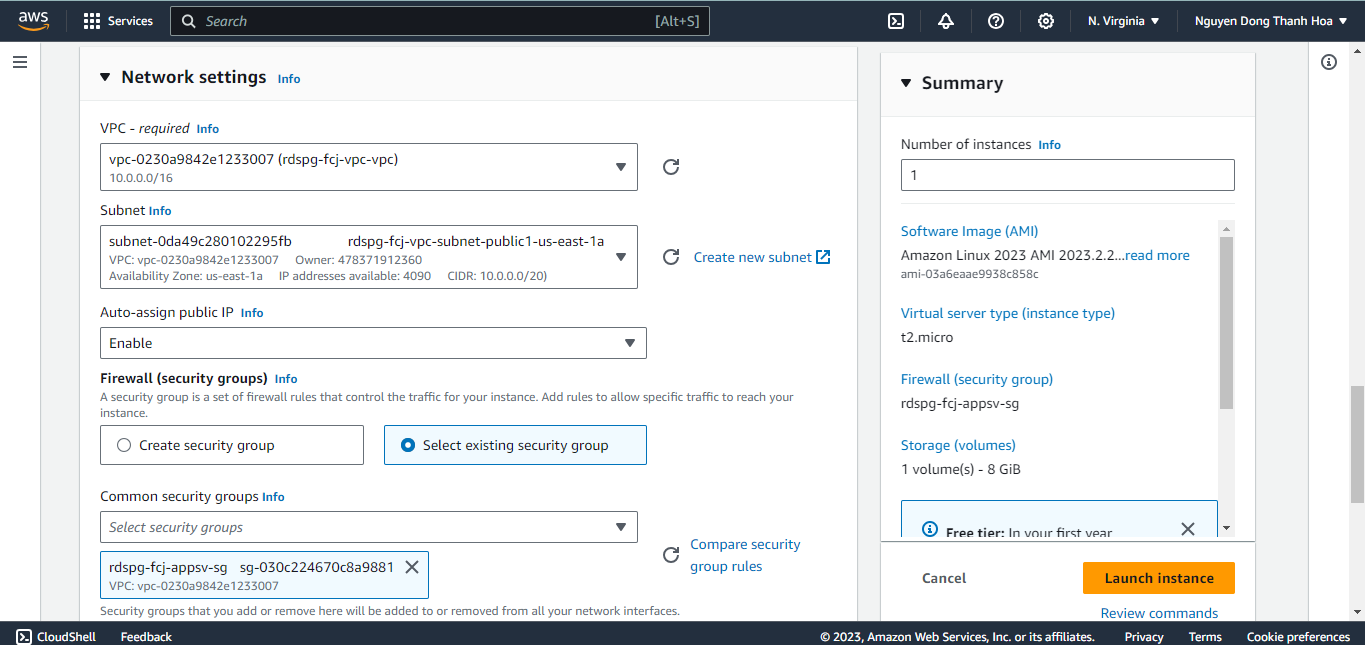 aws
Services
Search [Alt+S]
N. Virginia
Nguyen Dong Thanh Hoa
Network settings Info
VPC - required Info
vpc-0230a9842e1233007 (rdspg-fcj-vpc-vpc)
10.0.0.0/16
Subnet Info
subnet-0da49c280102295fb rdspg-fcj-vpc-subnet-public1-us-east-1a
VPC: vpc-0230a9842e1233007 Owner: 478371912360
Availability Zone: us-east-1a IP addresses available: 4090 CIDR: 10.0.0.0/20)
Create new subnet
Auto-assign public IP Info
Enable
Firewall (security groups) Info
A security group is a set of firewall rules that control the traffic for your instance. Add rules to allow specific traffic to reach your
instance.
Create security group
Select existing security group
Common security groups Info
Select security groups
rdspg-fcj-appsv-sg sg-030c224670c8a9881
VPC: vpc-0230a9842e1233007
Compare security
group rules
Security groups that you add or remove here will be added to or removed from all your network interfaces.
Summary
Number of instances Info
1
Software Image (AMI)
Amazon Linux 2023 AMI 2023.2.2...read more
ami-03a6eaae9938c858c
Virtual server type (instance type)
t2.micro
Firewall (security group)
rdspg-fcj-appsv-sg
Storage (volumes)
1 volume(s) - 8 GiB
Free tier: In your first year
Cancel
Launch instance
Review commands
CloudShell
Feedback
© 2023, Amazon Web Services, Inc. or its affiliates.
Privacy
Terms
Cookie preferences